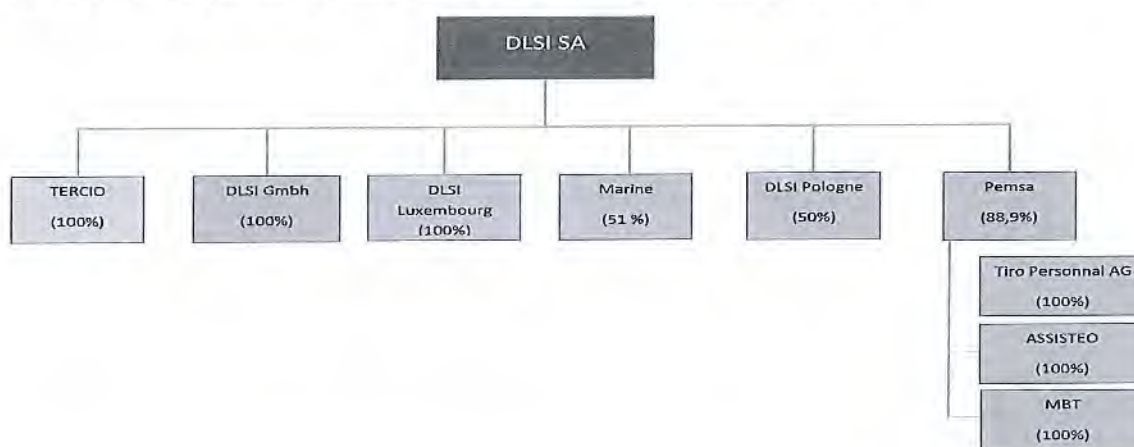 DLSI SA
TERCIO
(100%)
DLSI Gmbh
(100%)
DLSI
Luxembourg
(100%)
Marine
(51 %)
DLSI Pologne
(50%)
Pemsa
(88,9%)
Tiro Personnal AG
(100%)
ASSISTEO
(100%)
MBT
(100%)